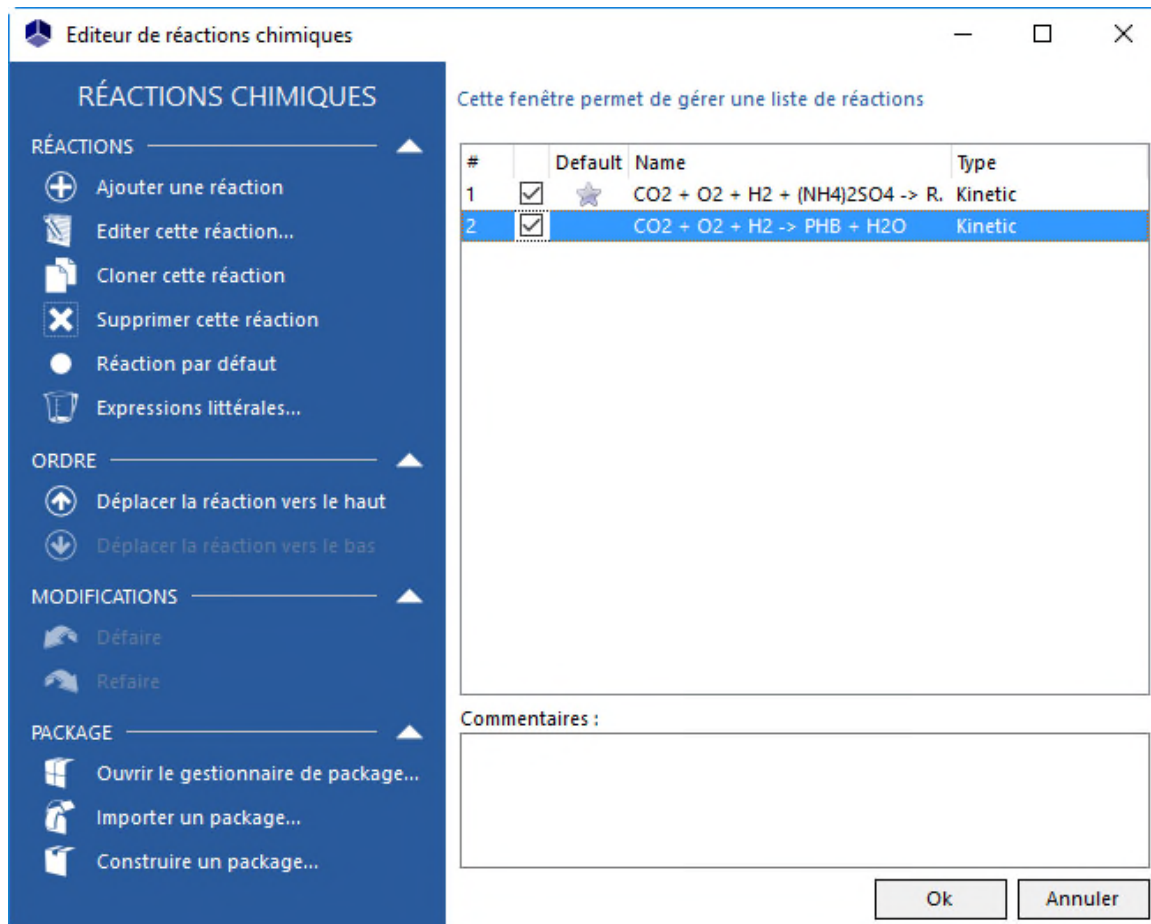 Editeur de réactions chimiques
RÉACTIONS CHIMIQUES
RÉACTIONS
Ajouter une réaction
Editer cette réaction...
Cloner cette réaction
Supprimer cette réaction
Réaction par défaut
Expressions littérales...
ORDRE
Déplacer la réaction vers le haut
Déplacer la réaction vers le bas
MODIFICATIONS
Défaire
Refaire
PACKAGE
Ouvrir le gestionnaire de package...
Importer un package...
Construire un package...
Cette fenêtre permet de gérer une liste de réactions
# Default Name Type
1 CO2 + O2 + H2 + (NH4)2SO4 -> R. Kinetic
2 CO2 + O2 + H2 -> PHB + H2O Kinetic
Commentaires :
Ok Annuler